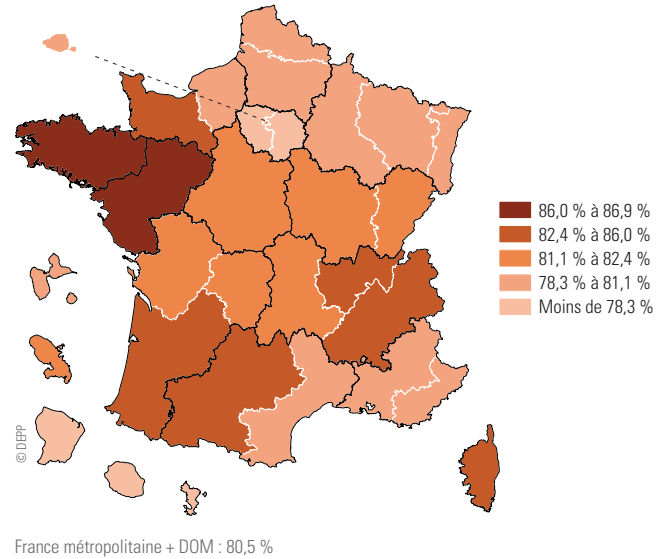 86,0 % à 86,9 %
82,4 % à 86,0 %
81,1 % à 82,4 %
78,3 % à 81,1 %
Moins de 78,3 %
© DEPP
France métropolitaine + DOM : 80,5 %